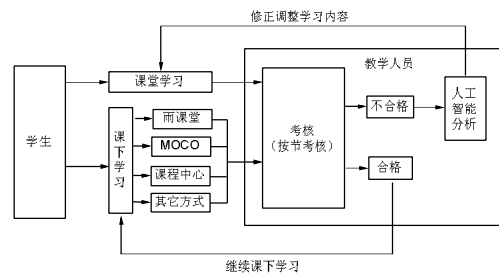 修正调整学习内容
教学人员
课堂学习
学生
课下学习
雨课堂
MOCO
课程中心
其它方式
考核
（按节考核）
不合格
合格
人工
智能
分析
继续课下学习